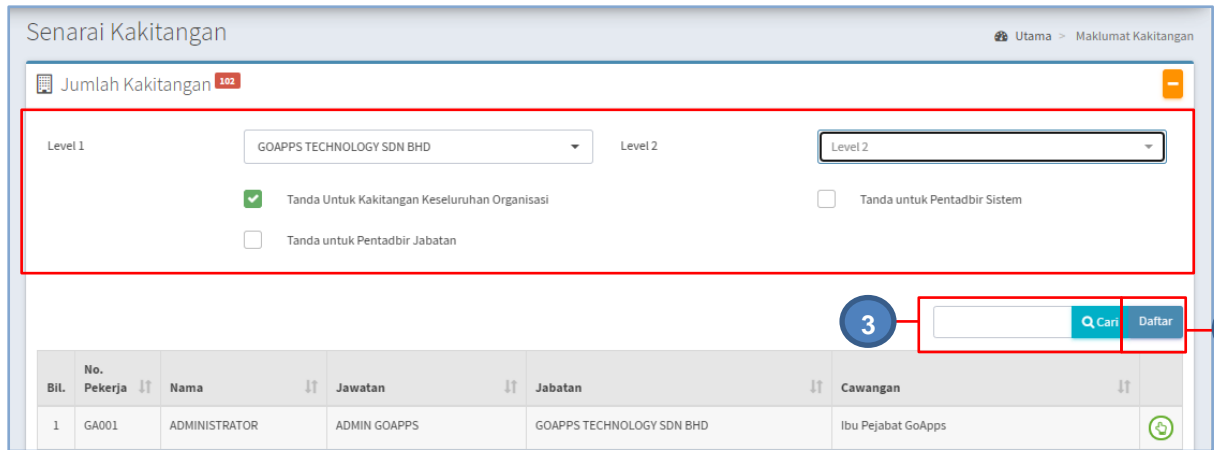 Senarai Kakitangan
Utama > Maklumat Kakitangan
Jumlah Kakitangan 102
Level 1 GOAPPS TECHNOLOGY SDN BHD Level 2 Level 2
Tanda Untuk Kakitangan Keseluruhan Organisasi Tanda untuk Pentadbir Sistem
Tanda untuk Pentadbir Jabatan
3 Cari Daftar
Bil. No. Pekerja Nama Jawatan Jabatan Cawangan
1 GA001 ADMINISTRATOR ADMIN GOAPPS GOAPPS TECHNOLOGY SDN BHD Ibu Pejabat GoApps